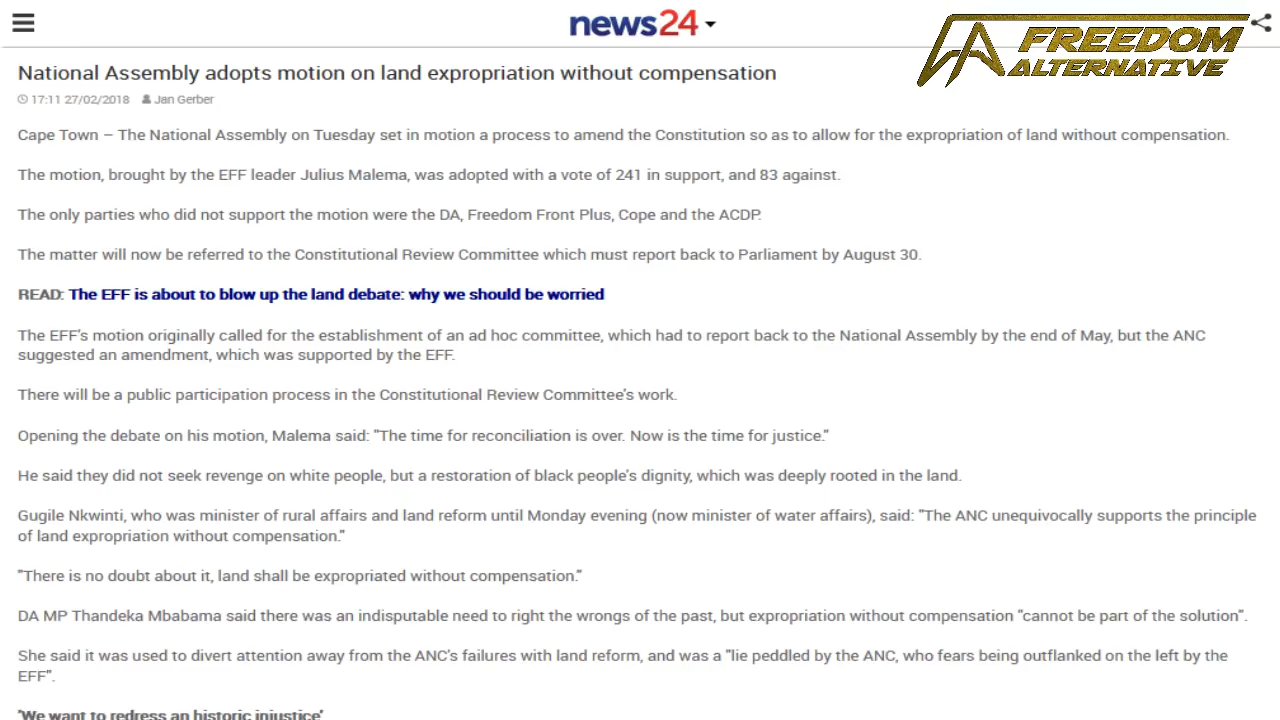 news24
FREEDOM
ALTERNATIVE
National Assembly adopts motion on land expropriation without compensation
17:11 27/02/2018 Jan Gerber
Cape Town – The National Assembly on Tuesday set in motion a process to amend the Constitution so as to allow for the expropriation of land without compensation.
The motion, brought by the EFF leader Julius Malema, was adopted with a vote of 241 in support, and 83 against.
The only parties who did not support the motion were the DA, Freedom Front Plus, Cope and the ACDP.
The matter will now be referred to the Constitutional Review Committee which must report back to Parliament by August 30.
READ: The EFF is about to blow up the land debate: why we should be worried
The EFF's motion originally called for the establishment of an ad hoc committee, which had to report back to the National Assembly by the end of May, but the ANC
suggested an amendment, which was supported by the EFF.
There will be a public participation process in the Constitutional Review Committee's work.
Opening the debate on his motion, Malema said: "The time for reconciliation is over. Now is the time for justice."
He said they did not seek revenge on white people, but a restoration of black people's dignity, which was deeply rooted in the land.
Gugile Nkwinti, who was minister of rural affairs and land reform until Monday evening (now minister of water affairs), said: "The ANC unequivocally supports the principle
of land expropriation without compensation."
"There is no doubt about it, land shall be expropriated without compensation."
DA MP Thandeka Mbabama said there was an indisputable need to right the wrongs of the past, but expropriation without compensation "cannot be part of the solution".
She said it was used to divert attention away from the ANC's failures with land reform, and was a "lie peddled by the ANC, who fears being outflanked on the left by the
EFF".
'We want to redress an historic injustice'